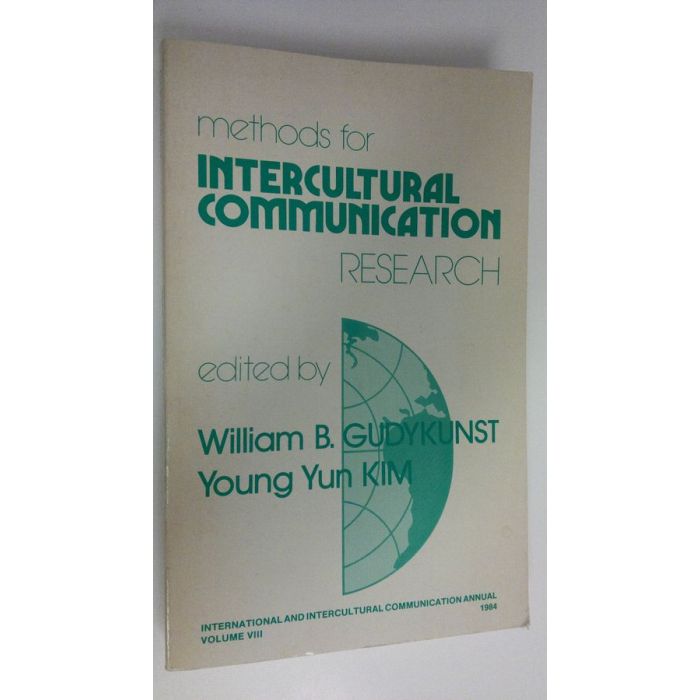 methods for
INTERCULTURAL
COMMUNICATION
RESEARCH
edited by
William B. GUDYKUNST
Young Yun KIM
INTERNATIONAL AND INTERCULTURAL COMMUNICATION ANNUAL
VOLUME VIII 1984